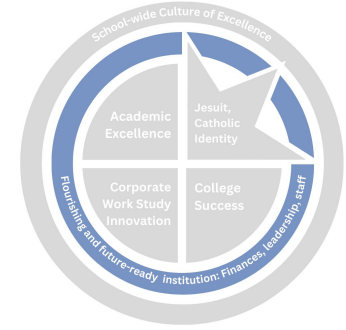 School-wide Culture of Excellence
Academic
Excellence
Jesuit,
Catholic
Identity
Corporate
Work Study
Innovation
College
Success
Flourishing and future-ready institution: Finances, leadership, staff